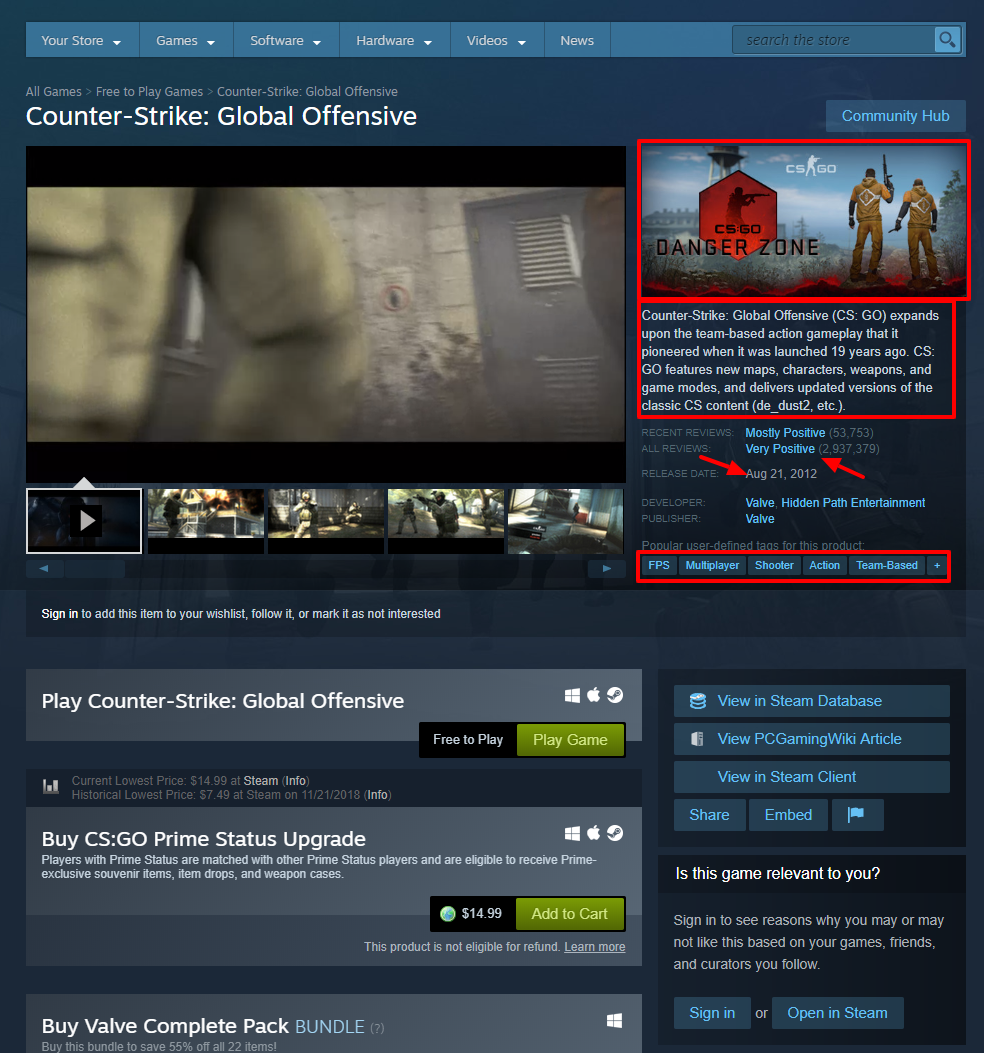 Your Store
Games
Software
Hardware
Videos
News
search the store
All Games > Free to Play Games > Counter-Strike: Global Offensive
Counter-Strike: Global Offensive
Community Hub
CS GO
CS:GO
DANGER ZONE
Counter-Strike: Global Offensive (CS: GO) expands
upon the team-based action gameplay that it
pioneered when it was launched 19 years ago. CS:
GO features new maps, characters, weapons, and
game modes, and delivers updated versions of the
classic CS content (de_dust2, etc.).
RECENT REVIEWS: Mostly Positive (53,753)
ALL REVIEWS: Very Positive (2,937,379)
RELEASE DATE: Aug 21, 2012
DEVELOPER: Valve, Hidden Path Entertainment
PUBLISHER: Valve
Popular user-defined tags for this product:
FPS Multiplayer Shooter Action Team-Based +
Sign in to add this item to your wishlist, follow it, or mark it as not interested
Play Counter-Strike: Global Offensive
Free to Play
Play Game
Current Lowest Price: $14.99 at Steam (Info)
Historical Lowest Price: $7.49 at Steam on 11/21/2018 (Info)
Buy CS:GO Prime Status Upgrade
Players with Prime Status are matched with other Prime Status players and are eligible to receive Prime-
exclusive souvenir items, item drops, and weapon cases.
$14.99
Add to Cart
This product is not eligible for refund. Learn more
Buy Valve Complete Pack BUNDLE (?)
Buy this bundle to save 55% off all 22 items!
View in Steam Database
View PCGamingWiki Article
View in Steam Client
Share
Embed
Is this game relevant to you?
Sign in to see reasons why you may or may
not like this based on your games, friends,
and curators you follow.
Sign in or Open in Steam